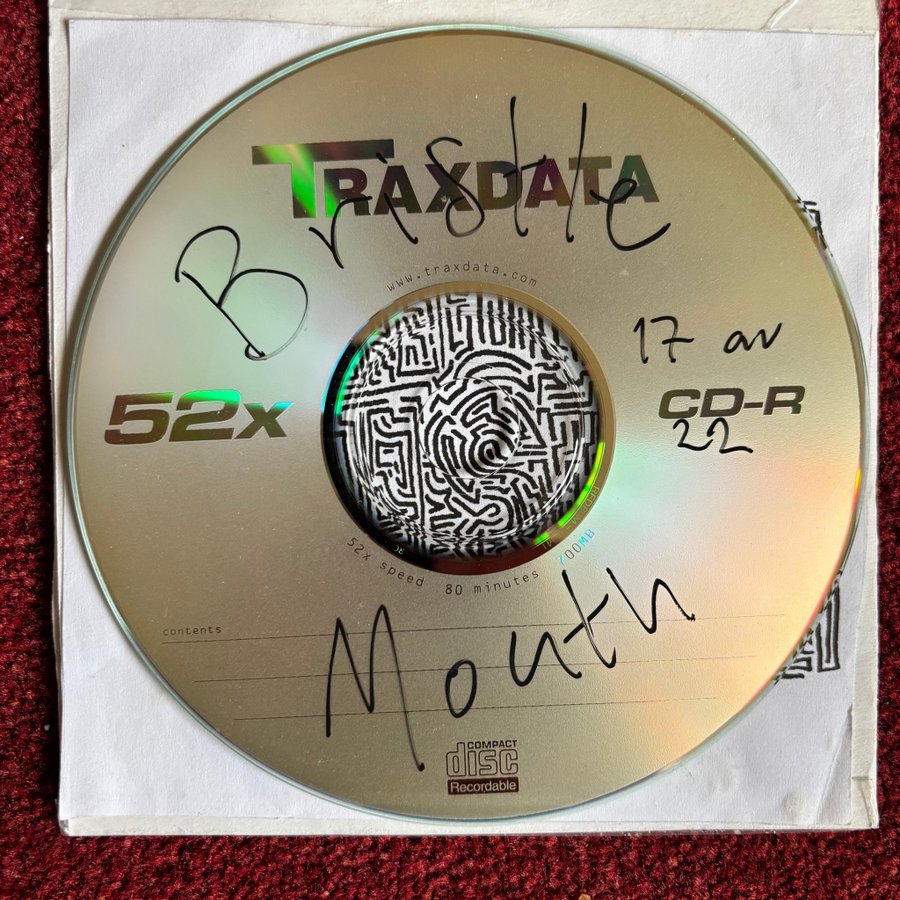 TRAXDATA
Bristle
www.traxdata.com
17 av
52x
CD-R
22
52x speed 80 minutes 700MB
Mouth
contents
COMPACT
disc
Recordable